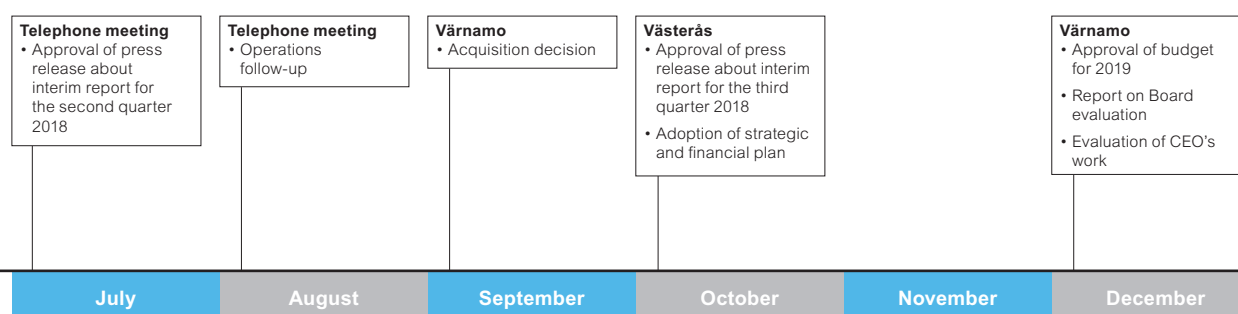 Telephone meeting
• Approval of press
release about
interim report for
the second quarter
2018
Telephone meeting
• Operations
follow-up
Värnamo
• Acquisition decision
Västerås
• Approval of press
release about interim
report for the third
quarter 2018
• Adoption of strategic
and financial plan
Värnamo
• Approval of budget
for 2019
• Report on Board
evaluation
• Evaluation of CEO’s
work
July
August
September
October
November
December